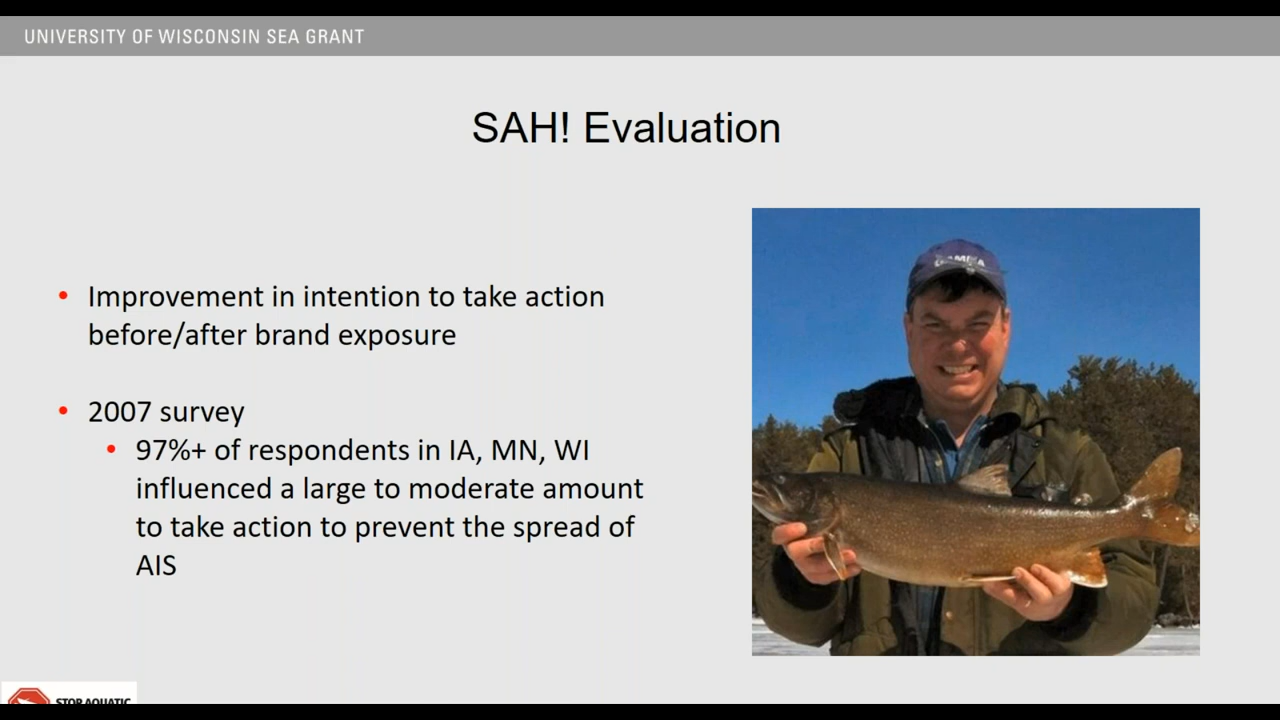 UNIVERSITY OF WISCONSIN SEA GRANT
SAH! Evaluation
• Improvement in intention to take action
before/after brand exposure
• 2007 survey
• 97%+ of respondents in IA, MN, WI
influenced a large to moderate amount
to take action to prevent the spread of
AIS
STOP AQUATIC